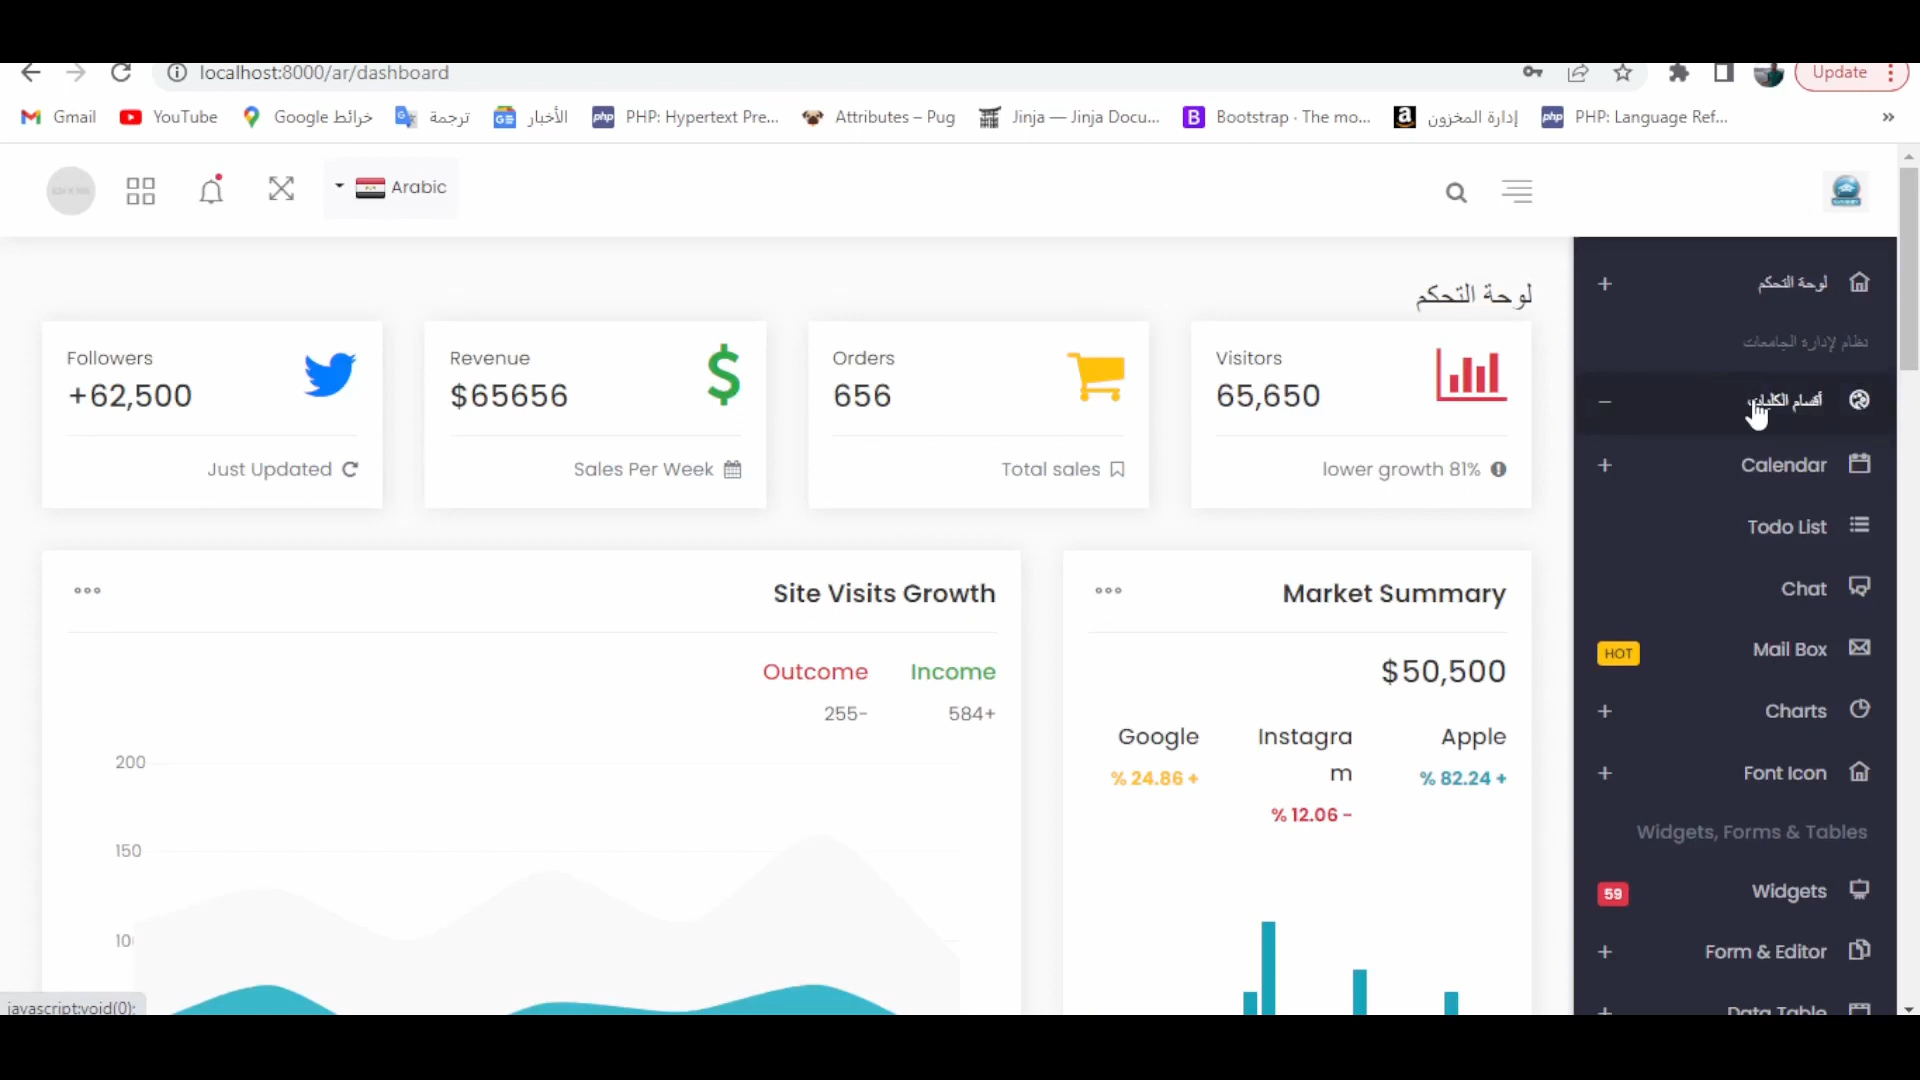 localhost:8000/ar/dashboard
Update
Gmail
YouTube
خرائط Google
ترجمة
الأخبار
PHP: Hypertext Pre...
Attributes – Pug
Jinja — Jinja Docu...
Bootstrap · The mo...
إدارة المخزون
PHP: Language Ref...
»
Arabic
لوحة التحكم
Followers
+62,500
Just Updated
Revenue
$65656
Sales Per Week
Orders
656
Total sales
Visitors
65,650
lower growth 81%
Site Visits Growth
Outcome
255-
Income
584+
200
150
10
Market Summary
$50,500
Google
% 24.86 +
Instagra
m
% 12.06 -
Apple
% 82.24 +
لوحة التحكم
نظام لإدارة الجامعات
أقسام الكليات
Calendar
Todo List
Chat
Mail Box
HOT
Charts
Font Icon
Widgets, Forms & Tables
Widgets
59
Form & Editor
Data Table
javascript:void(0);